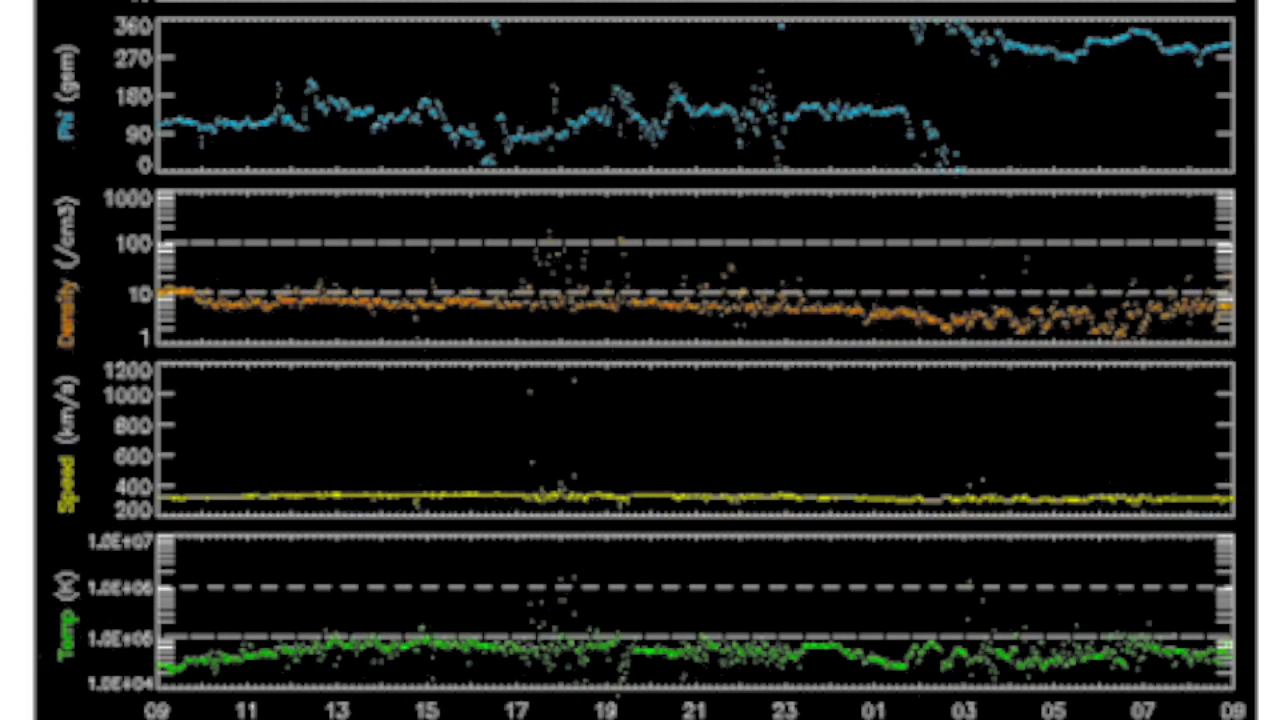 Phi (gsm)
360
270
180
90
0
Density (/cm3)
1000
100
10
1
Speed (km/s)
1200
1000
800
600
400
200
Temp (K)
1.0E+07
1.0E+06
1.0E+05
1.0E+04
09 11 13 15 17 19 21 23 01 03 05 07 09